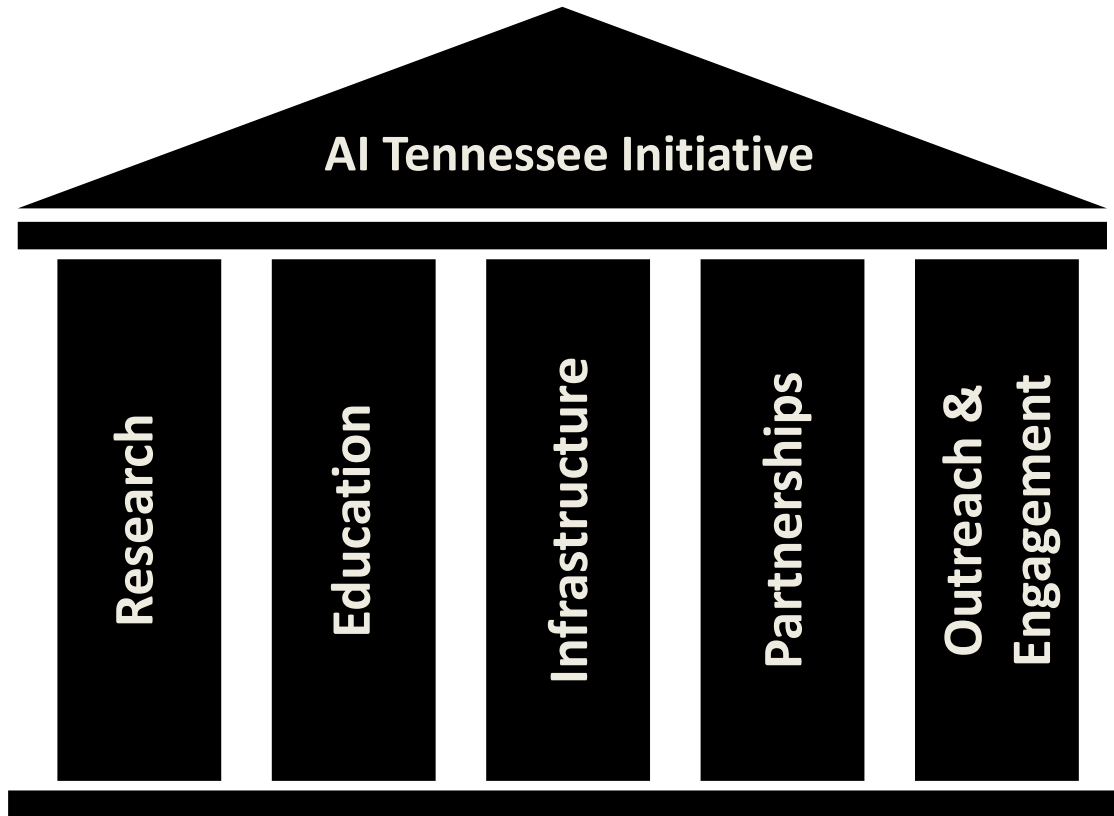 AI Tennessee Initiative
Research
Education
Infrastructure
Partnerships
Outreach &
Engagement